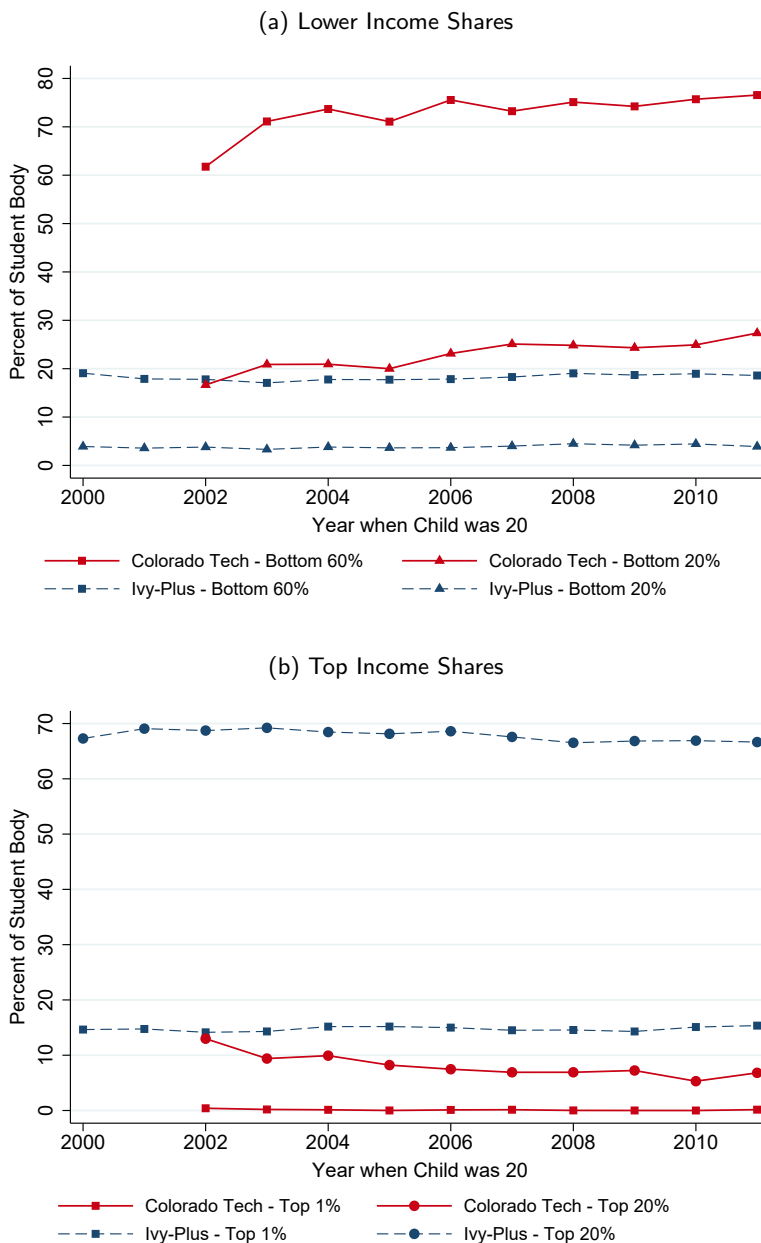 (a) Lower Income Shares
80
70
60
50
40
30
20
10
0
Percent of Student Body
2000 2002 2004 2006 2008 2010
Year when Child was 20
Colorado Tech - Bottom 60% Colorado Tech - Bottom 20%
Ivy-Plus - Bottom 60% Ivy-Plus - Bottom 20%
(b) Top Income Shares
70
60
50
40
30
20
10
0
Percent of Student Body
2000 2002 2004 2006 2008 2010
Year when Child was 20
Colorado Tech - Top 1% Colorado Tech - Top 20%
Ivy-Plus - Top 1% Ivy-Plus - Top 20%